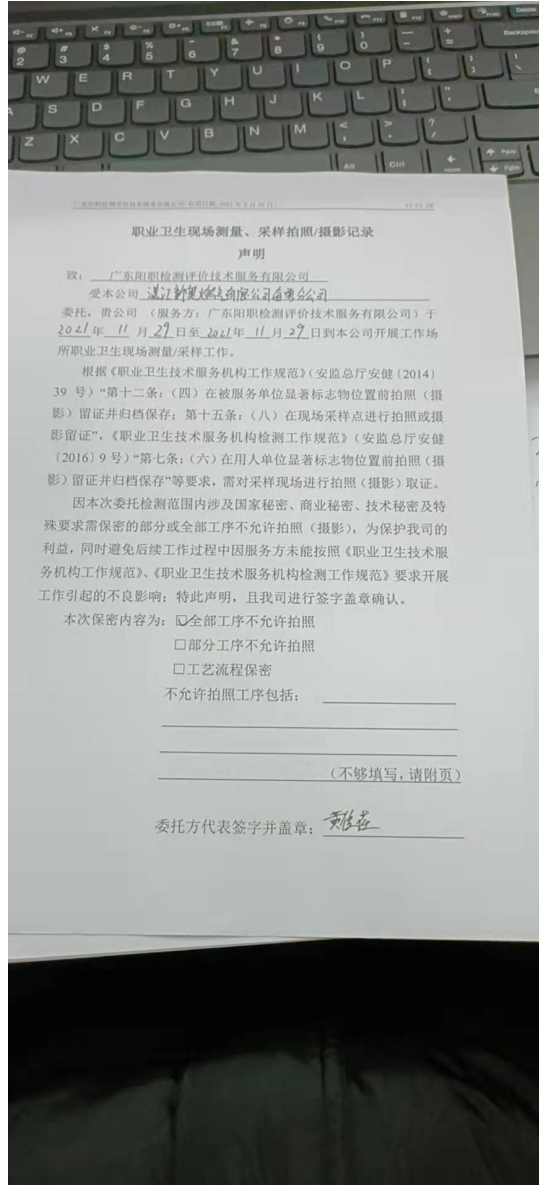 职业卫生现场测量、采样拍照/摄影记录
声明
致：广东阳职检测评价技术服务有限公司
受本公司 湛江新奥燃气有限公司 分公司
委托，贵公司（服务方：广东阳职检测评价技术服务有限公司）于
2021年 11 月 29 日至 2021年 11 月 29 日到本公司开展工作场
所职业卫生现场测量/采样工作。
根据《职业卫生技术服务机构工作规范》（安监总厅安健〔2014〕
39 号）“第十二条：（四）在被服务单位显著标志物位置前拍照（摄
影）留证并归档保存；第十五条：（八）在现场采样点进行拍照或摄
影留证”，《职业卫生技术服务机构检测工作规范》（安监总厅安健
〔2016〕9 号）“第七条：（六）在用人单位显著标志物位置前拍照（摄
影）留证并归档保存”等要求，需对采样现场进行拍照（摄影）取证。
因本次委托检测范围内涉及国家秘密、商业秘密、技术秘密及特
殊要求需保密的部分或全部工序不允许拍照（摄影），为保护我司的
利益，同时避免后续工作过程中因服务方未能按照《职业卫生技术服
务机构工作规范》、《职业卫生技术服务机构检测工作规范》要求开展
工作引起的不良影响；特此声明，且我司进行签字盖章确认。
本次保密内容为：☑全部工序不允许拍照
□部分工序不允许拍照
□工艺流程保密
不允许拍照工序包括：
（不够填写，请附页）
委托方代表签字并盖章：